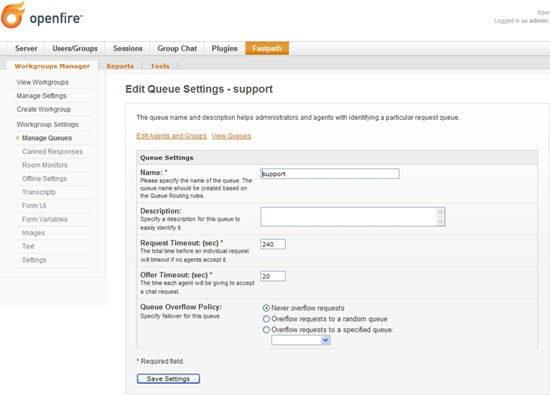 openfire™
Open
Logged in as admin
Server Users/Groups Sessions Group Chat Plugins Fastpath
Workgroups Manager Reports Tools
View Workgroups
Manage Settings
Create Workgroup
Workgroup Settings
Manage Queues
Canned Responses
Room Monitors
Offline Settings
Transcripts
Form UI
Form Variables
Images
Text
Settings
Edit Queue Settings - support
The queue name and description helps administrators and agents with identifying a particular request queue.
Edit Agents and Groups View Queues
Queue Settings
Name: * support
Please specify the name of the queue. The
queue name should be created based on
the Queue Routing rules.
Description:
Specify a description for this queue to
easily identify it.
Request Timeout: (sec) * 240
The total time before an individual request
will timeout if no agents accept it.
Offer Timeout: (sec) * 20
The time each agent will be giving to accept
a chat request.
Queue Overflow Policy:
Specify failover for this queue.
Never overflow requests
Overflow requests to a random queue
Overflow requests to a specified queue:
* Required field.
Save Settings